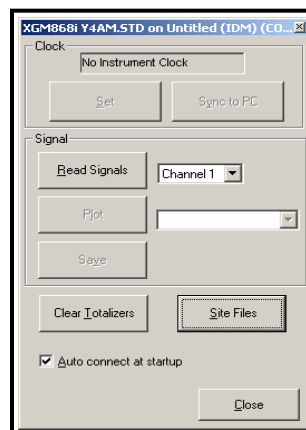 XGM868i Y4AM.STD on Untitled (IDM) (CO...
Clock
No Instrument Clock
Set
Sync to PC
Signal
Read Signals
Channel 1
Plot
Save
Clear Totalizers
Site Files
Auto connect at startup
Close